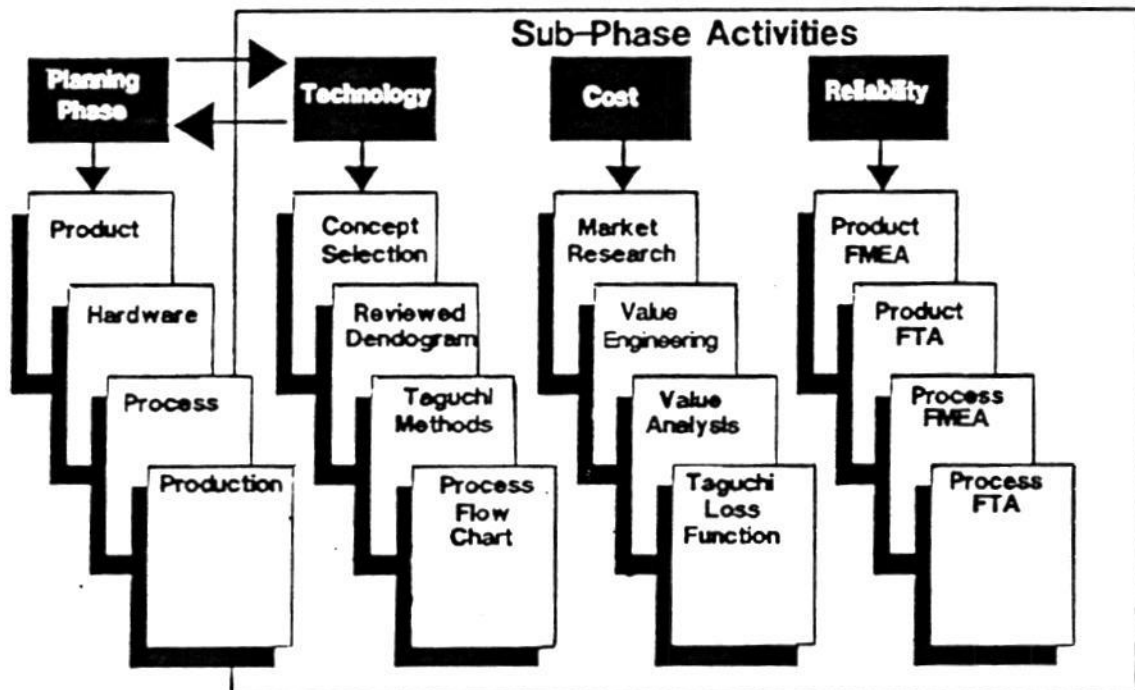 Sub-Phase Activities
Planning
Phase
Technology
Cost
Reliability
Product
Hardware
Process
Production
Concept
Selection
Reviewed
Dendogram
Taguchi
Methods
Process
Flow
Chart
Market
Research
Value
Engineering
Value
Analysis
Taguchi
Loss
Function
Product
FMEA
Product
FTA
Process
FMEA
Process
FTA